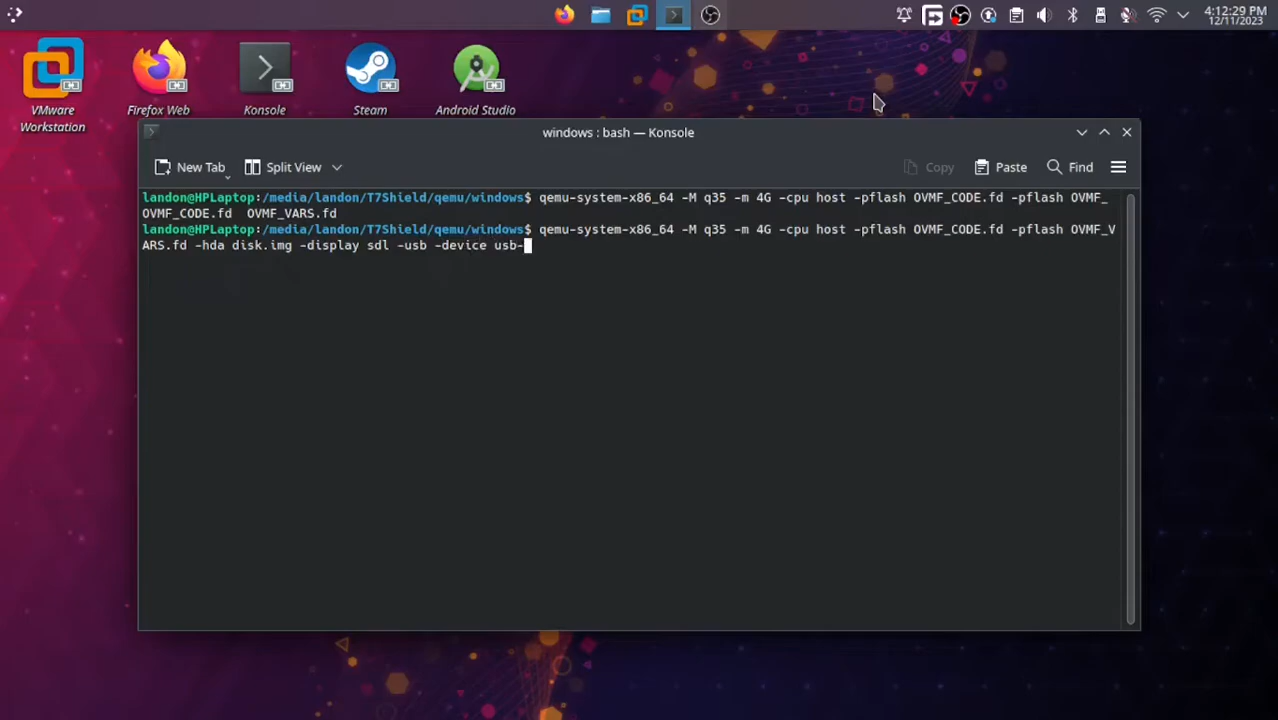 4:12:29 PM
12/11/2023
VMware
Workstation
Firefox Web
Konsole
Steam
Android Studio
windows : bash — Konsole
New Tab
Split View
Copy
Paste
Find
landon@HPLaptop:/media/landon/T7Shield/qemu/windows$ qemu-system-x86_64 -M q35 -m 4G -cpu host -pflash OVMF_CODE.fd -pflash OVMF_
OVMF_CODE.fd  OVMF_VARS.fd
landon@HPLaptop:/media/landon/T7Shield/qemu/windows$ qemu-system-x86_64 -M q35 -m 4G -cpu host -pflash OVMF_CODE.fd -pflash OVMF_V
ARS.fd -hda disk.img -display sdl -usb -device usb-